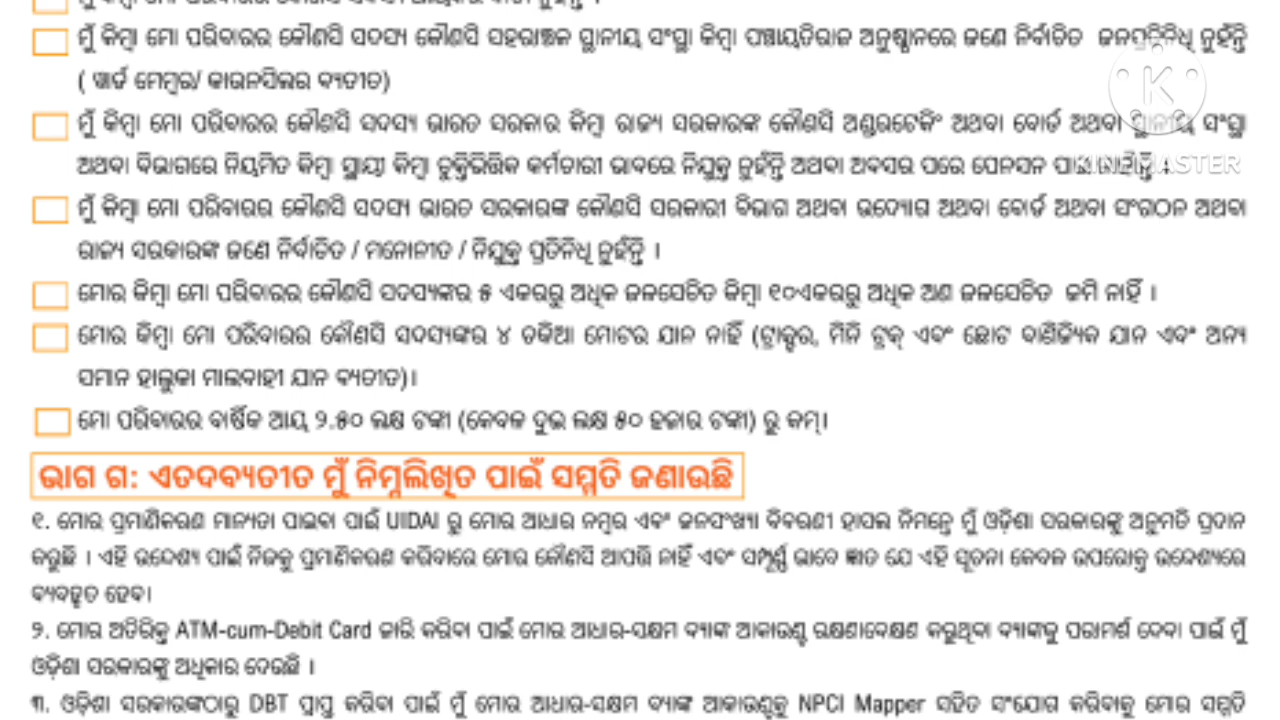 ମୁଁ କିମ୍ବା ମୋ ପରିବାରର କୌଣସି ସଦସ୍ୟ
ମୁଁ କିମ୍ବା ମୋ ପରିବାରର କୌଣସି ସଦସ୍ୟ କୌଣସି ସହରାଞ୍ଚଳ ସ୍ଥାନୀୟ ସଂସ୍ଥା କିମ୍ବା ପଞ୍ଚାୟତିରାଜ ଅନୁଷ୍ଠାନରେ ଜଣେ ନିର୍ବାଚିତ ଜନପ୍ରତିନିଧି ନୁହଁନ୍ତି
( ୱାର୍ଡ ମେମ୍ବର/ କାଉନସିଲର ବ୍ୟତୀତ)
ମୁଁ କିମ୍ବା ମୋ ପରିବାରର କୌଣସି ସଦସ୍ୟ ଭାରତ ସରକାର କିମ୍ବା ରାଜ୍ୟ ସରକାରଙ୍କ କୌଣସି ଅଣ୍ଡରଟେକିଂ ଅଥବା ବୋର୍ଡ ଅଥବା ସ୍ଥାନୀୟ ସଂସ୍ଥା
ଅଥବା ବିଭାଗରେ ନିୟମିତ କିମ୍ବା ସ୍ଥାୟୀ କିମ୍ବା ଚୁକ୍ତିଭିତ୍ତିକ କର୍ମଚାରୀ ଭାବରେ ନିଯୁକ୍ତ ନୁହଁନ୍ତି ଅଥବା ଅବସର ପରେ ପେନସନ
KINEMASTER
ମୁଁ କିମ୍ବା ମୋ ପରିବାରର କୌଣସି ସଦସ୍ୟ ଭାରତ ସରକାରଙ୍କ କୌଣସି ସରକାରୀ ବିଭାଗ ଅଥବା ଉଦ୍ୟୋଗ ଅଥବା ବୋର୍ଡ ଅଥବା ସଂଗଠନ ଅଥବା
ରାଜ୍ୟ ସରକାରଙ୍କ ଜଣେ ନିର୍ବାଚିତ / ମନୋନୀତ / ନିଯୁକ୍ତ ପ୍ରତିନିଧି ନୁହଁନ୍ତି ।
ମୋର କିମ୍ବା ମୋ ପରିବାରର କୌଣସି ସଦସ୍ୟଙ୍କର ୫ ଏକରରୁ ଅଧିକ ଜଳସେଚିତ କିମ୍ବା ୧୦ଏକରରୁ ଅଧିକ ଅଣ ଜଳସେଚିତ ଜମି ନାହିଁ ।
ମୋର କିମ୍ବା ମୋ ପରିବାରର କୌଣସି ସଦସ୍ୟଙ୍କର ୪ ଚକିଆ ମୋଟର ଯାନ ନାହିଁ (ଟ୍ରାକ୍ଟର, ମିନି ଟ୍ରକ୍ ଏବଂ ଛୋଟ ବାଣିଜ୍ୟିକ ଯାନ ଏବଂ ଅନ୍ୟ
ସମାନ ହାଲୁକା ମାଲବାହୀ ଯାନ ବ୍ୟତୀତ)।
ମୋ ପରିବାରର ବାର୍ଷିକ ଆୟ ୨.୫୦ ଲକ୍ଷ ଟଙ୍କା (କେବଳ ଦୁଇ ଲକ୍ଷ ୫୦ ହଜାର ଟଙ୍କା) ରୁ କମ୍।
ଭାଗ ଗ: ଏତଦବ୍ୟତୀତ ମୁଁ ନିମ୍ନଲିଖିତ ପାଇଁ ସମ୍ମତି ଜଣାଉଛି
୧. ମୋର ପ୍ରମାଣିକରଣ ମାନ୍ୟତା ପାଇବା ପାଇଁ UIDAI ରୁ ମୋର ଆଧାର ନମ୍ବର ଏବଂ ଜନସଂଖ୍ୟା ବିବରଣୀ ହାସଲ ନିମନ୍ତେ ମୁଁ ଓଡ଼ିଶା ସରକାରଙ୍କୁ ଅନୁମତି ପ୍ରଦାନ
କରୁଛି । ଏହି ଉଦ୍ଦେଶ୍ୟ ପାଇଁ ନିଜକୁ ପ୍ରମାଣିକରଣ କରିବାରେ ମୋର କୌଣସି ଆପତ୍ତି ନାହିଁ ଏବଂ ସମ୍ପୂର୍ଣ୍ଣ ଭାବେ ଜ୍ଞାତ ଯେ ଏହି ସୂଚନା କେବଳ ଉପରୋକ୍ତ ଉଦ୍ଦେଶ୍ୟରେ
ବ୍ୟବହୃତ ହେବ।
୨. ମୋର ଅତିରିକ୍ତ ATM-cum-Debit Card ଜାରି କରିବା ପାଇଁ ମୋର ଆଧାର-ସକ୍ଷମ ବ୍ୟାଙ୍କ ଆକାଉଣ୍ଟ ରକ୍ଷଣାବେକ୍ଷଣ କରୁଥିବା ବ୍ୟାଙ୍କକୁ ପରାମର୍ଶ ଦେବା ପାଇଁ ମୁଁ
ଓଡ଼ିଶା ସରକାରଙ୍କୁ ଅଧିକାର ଦେଉଛି ।
୩. ଓଡ଼ିଶା ସରକାରଙ୍କଠାରୁ DBT ପ୍ରାପ୍ତ କରିବା ପାଇଁ ମୁଁ ମୋର ଆଧାର-ସକ୍ଷମ ବ୍ୟାଙ୍କ ଆକାଉଣ୍ଟକୁ NPCI Mapper ସହିତ ସଂଯୋଗ କରିବାକୁ ମୋର ସମ୍ମତି